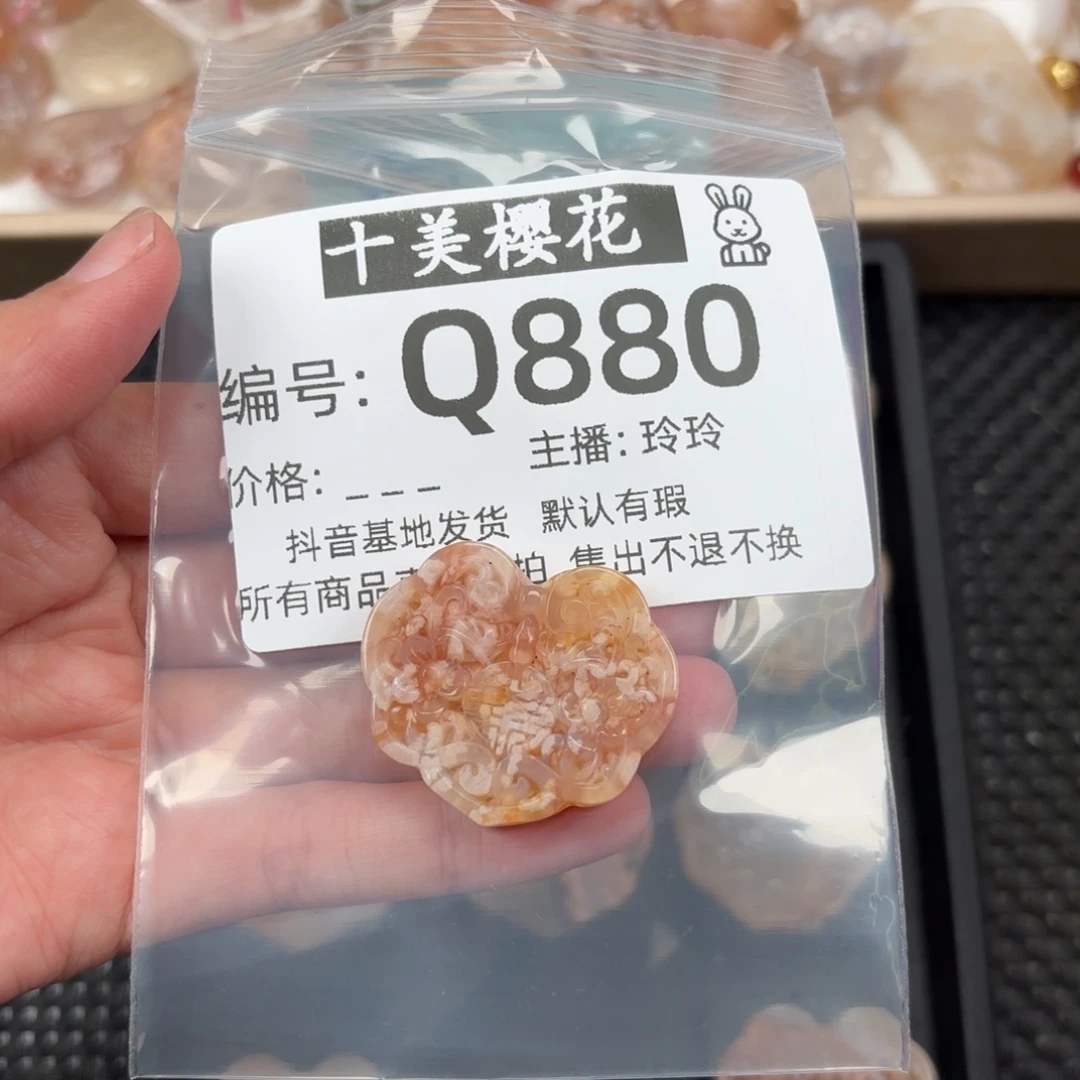 十美樱花
编号: Q880
价格: _ _ _ 主播: 玲玲
抖音基地发货 默认有瑕
所有商品 拍 售出不退不换